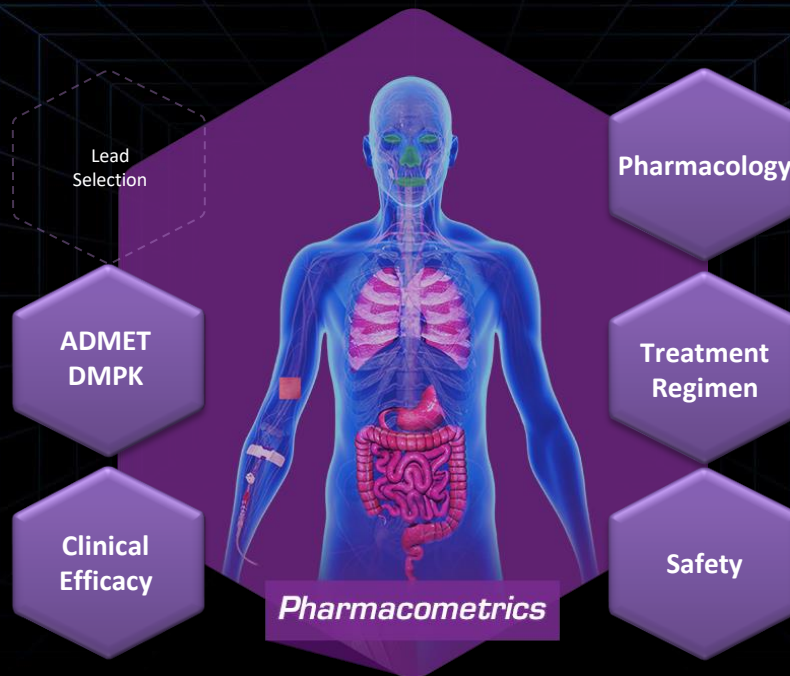 Lead
Selection
Pharmacology
ADMET
DMPK
Treatment
Regimen
Clinical
Efficacy
Safety
Pharmacometrics